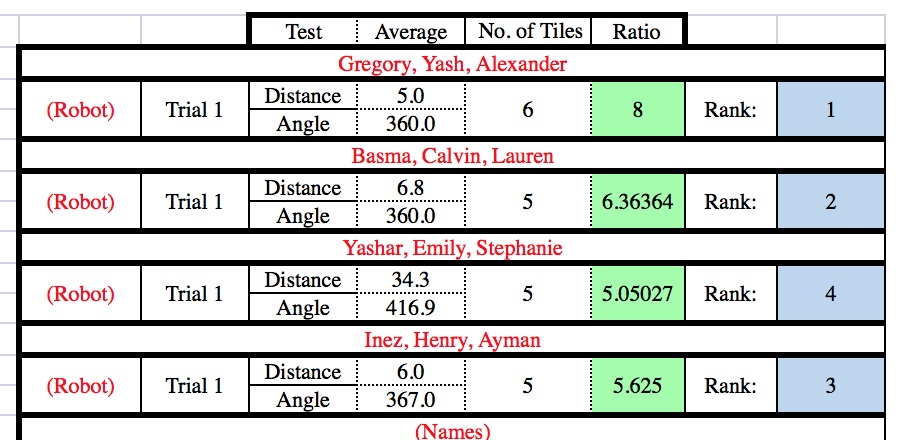 Test Average No. of Tiles Ratio
Gregory, Yash, Alexander
(Robot) Trial 1 Distance 5.0 6 8 Rank: 1
Angle 360.0
Basma, Calvin, Lauren
(Robot) Trial 1 Distance 6.8 5 6.36364 Rank: 2
Angle 360.0
Yashar, Emily, Stephanie
(Robot) Trial 1 Distance 34.3 5 5.05027 Rank: 4
Angle 416.9
Inez, Henry, Ayman
(Robot) Trial 1 Distance 6.0 5 5.625 Rank: 3
Angle 367.0
(Names)